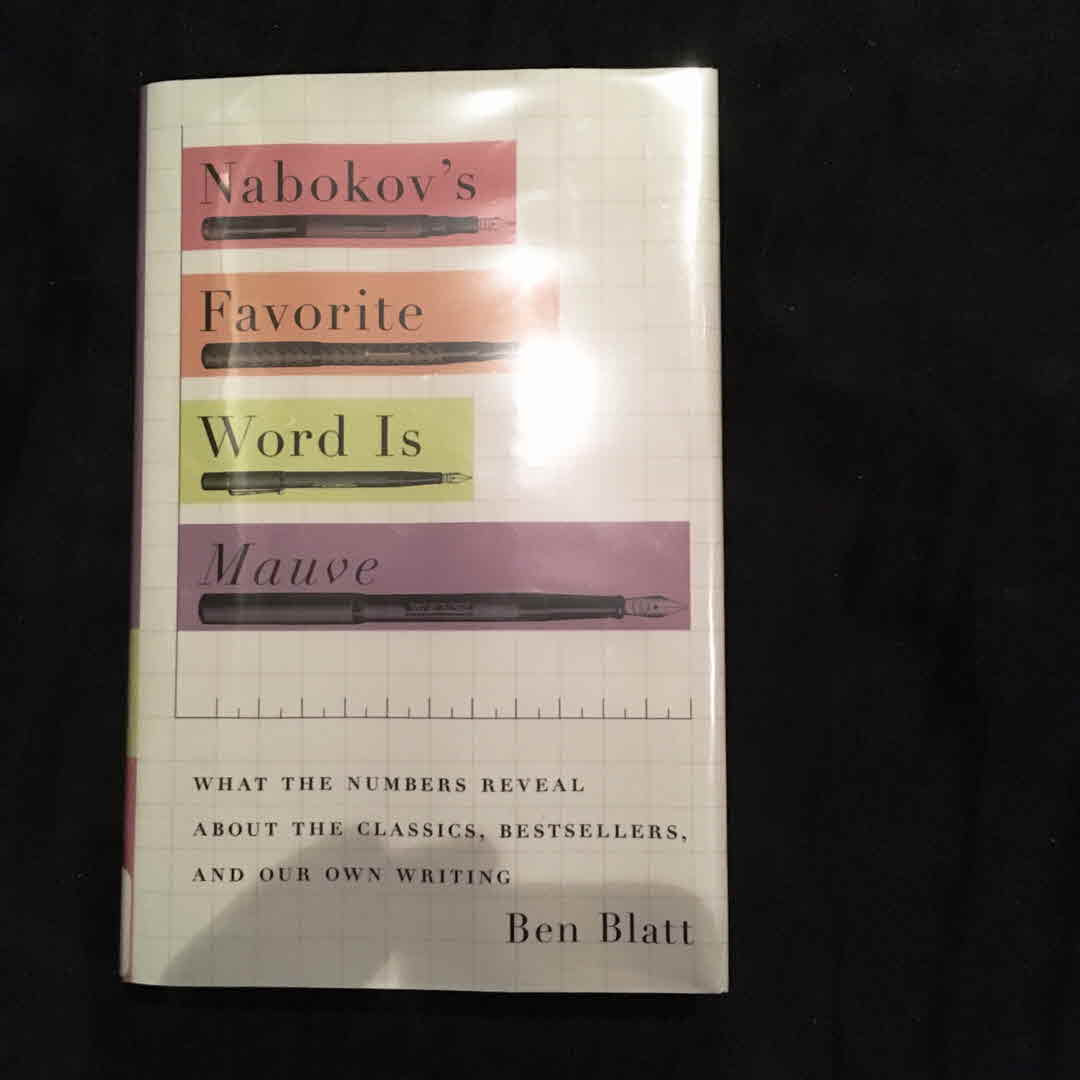 Nabokov's
Favorite
Word Is
Mauve
WHAT THE NUMBERS REVEAL
ABOUT THE CLASSICS, BESTSELLERS,
AND OUR OWN WRITING
Ben Blatt